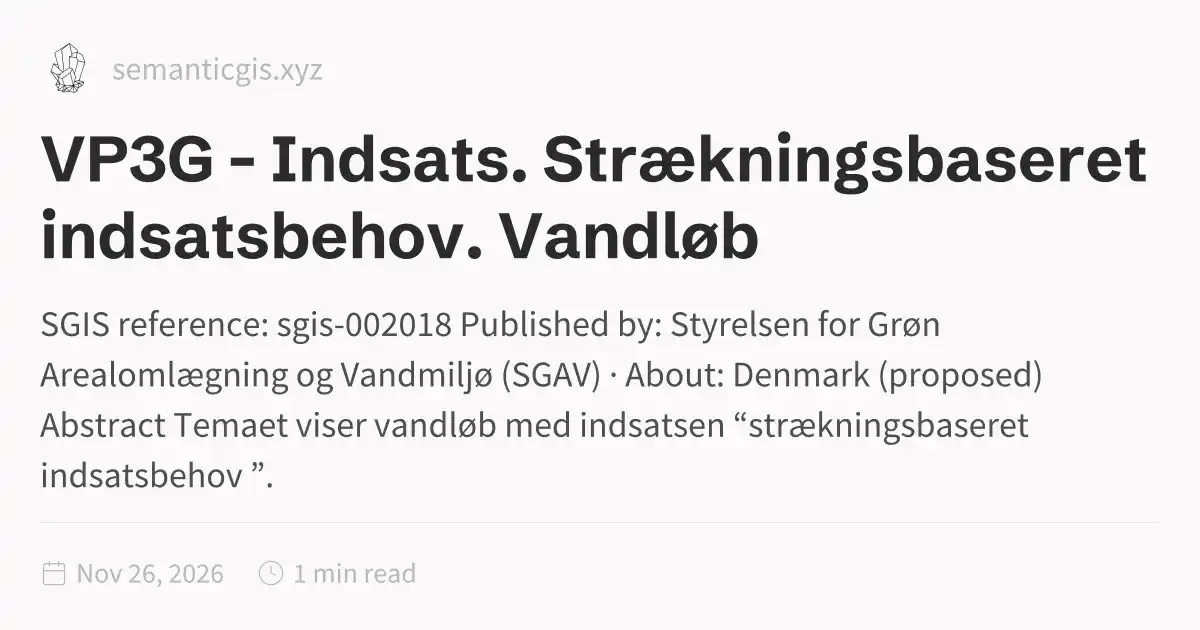 semanticgis.xyz
VP3G - Indsats. Strækningsbaseret
indsatsbehov. Vandløb
SGIS reference: sgis-002018 Published by: Styrelsen for Grøn
Arealomlægning og Vandmiljø (SGAV) · About: Denmark (proposed)
Abstract Temaet viser vandløb med indsatsen “strækningsbaseret
indsatsbehov ”.
Nov 26, 2026 1 min read